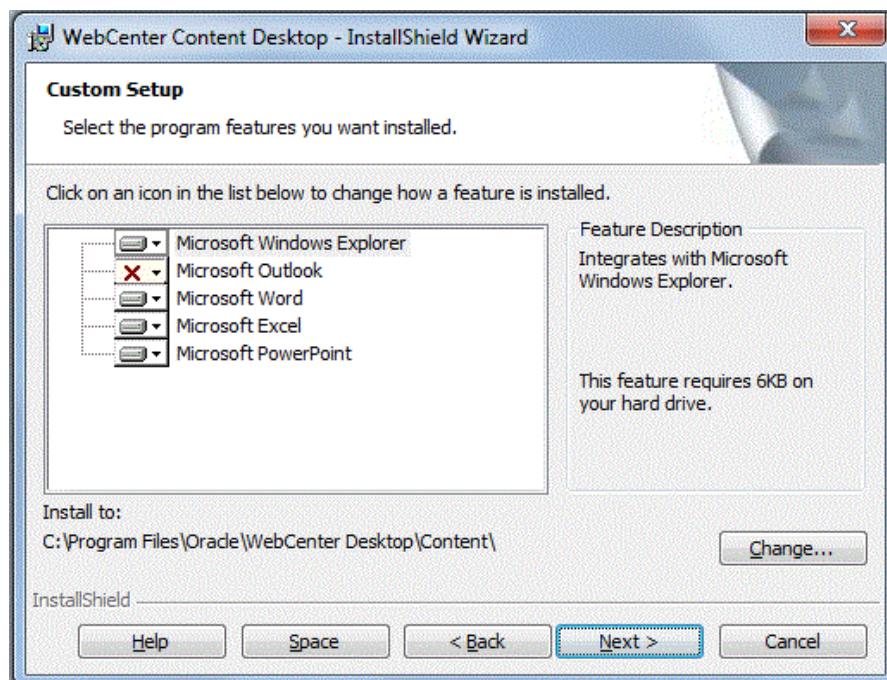 WebCenter Content Desktop - InstallShield Wizard
Custom Setup
Select the program features you want installed.
Click on an icon in the list below to change how a feature is installed.
Microsoft Windows Explorer
Microsoft Outlook
Microsoft Word
Microsoft Excel
Microsoft PowerPoint
Feature Description
Integrates with Microsoft
Windows Explorer.
This feature requires 6KB on
your hard drive.
Install to:
C:\Program Files\Oracle\WebCenter Desktop\Content\
Change...
InstallShield
Help
Space
< Back
Next >
Cancel